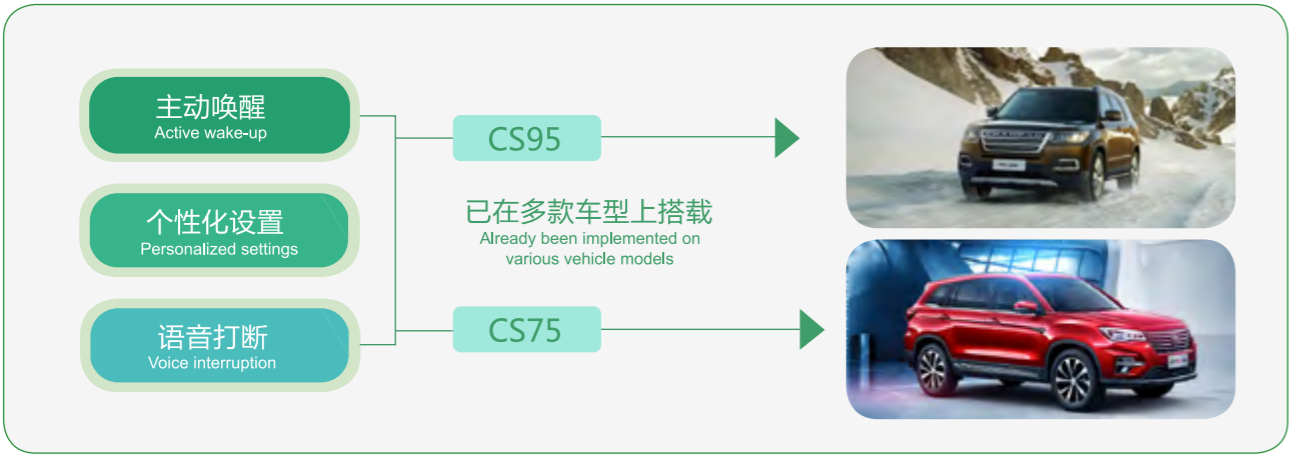 主动唤醒
Active wake-up
个性化设置
Personalized settings
语音打断
Voice interruption
CS95
已在多款车型上搭载
Already been implemented on
various vehicle models
CS75